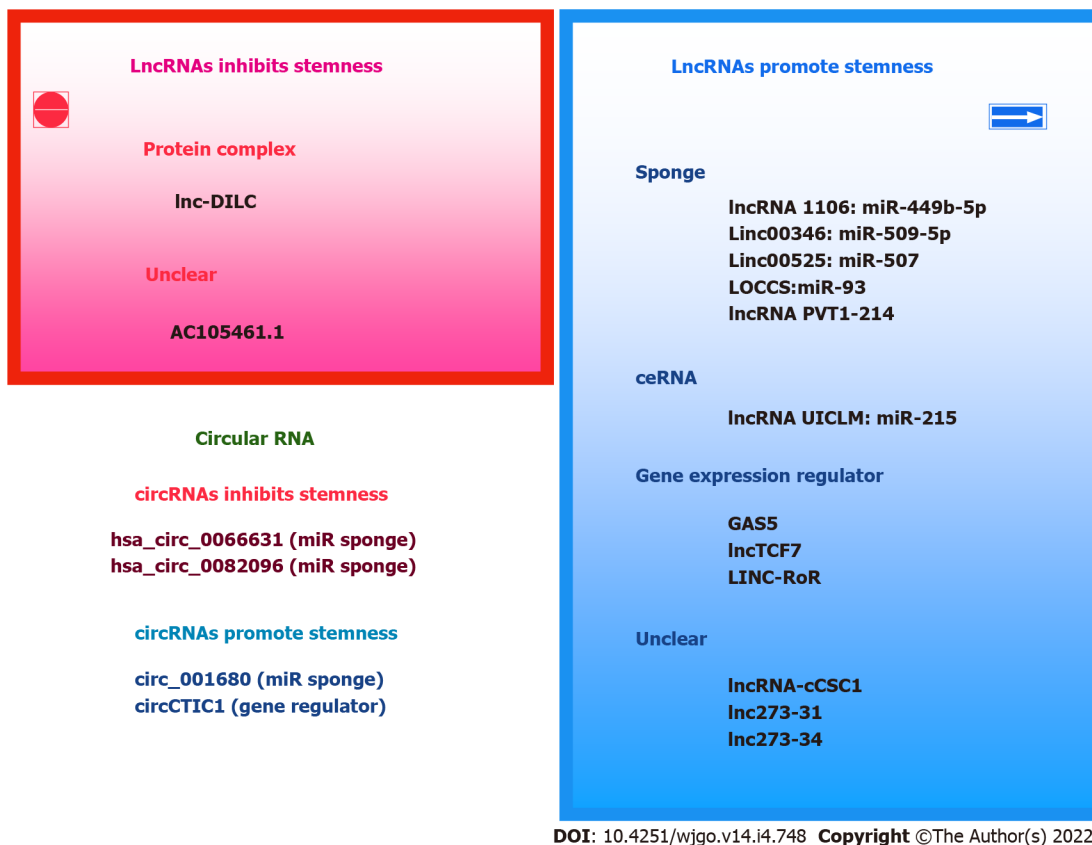 LncRNAs inhibits stemness
Protein complex
lnc-DILC
Unclear
AC105461.1
Circular RNA
circRNAs inhibits stemness
hsa_circ_0066631 (miR sponge)
hsa_circ_0082096 (miR sponge)
circRNAs promote stemness
circ_001680 (miR sponge)
circCTIC1 (gene regulator)
LncRNAs promote stemness
Sponge
lncRNA 1106: miR-449b-5p
Linc00346: miR-509-5p
Linc00525: miR-507
LOCCS:miR-93
lncRNA PVT1-214
ceRNA
lncRNA UICLM: miR-215
Gene expression regulator
GAS5
lncTCF7
LINC-RoR
Unclear
lncRNA-cCSC1
lnc273-31
lnc273-34
DOI: 10.4251/wjgo.v14.i4.748 Copyright ©The Author(s) 2022